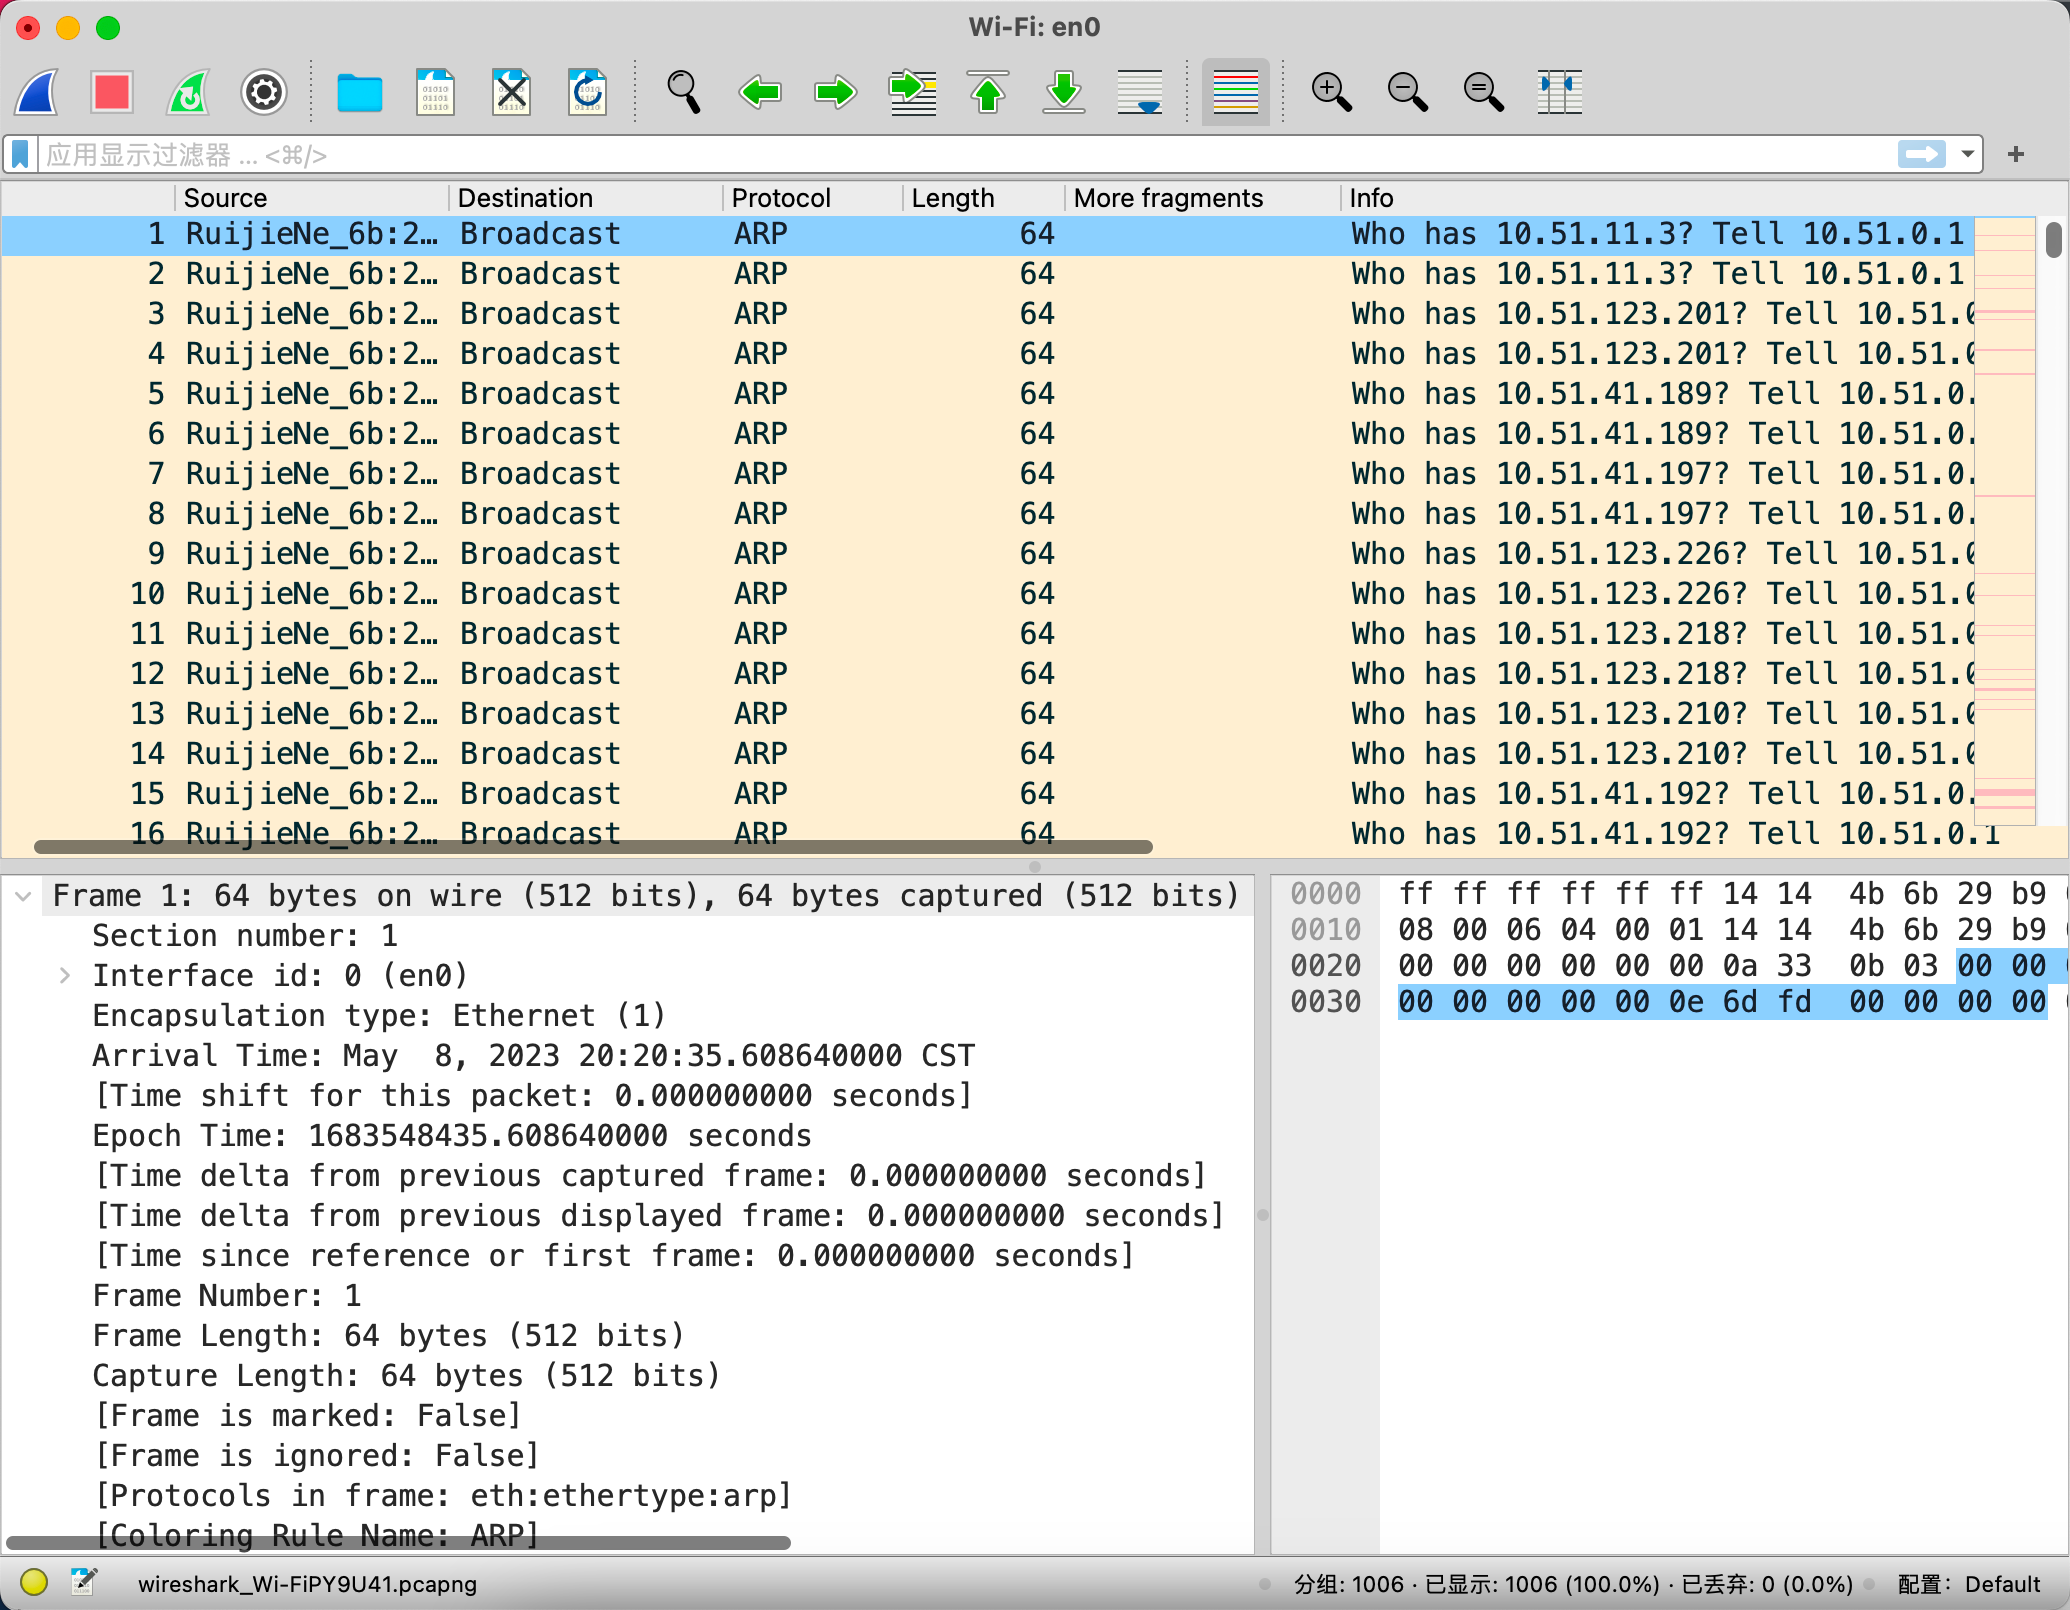 Wi-Fi: en0
应用显示过滤器 ... <⌘/>
Source Destination Protocol Length More fragments Info
1 RuijieNe_6b:2… Broadcast ARP 64 Who has 10.51.11.3? Tell 10.51.0.1
2 RuijieNe_6b:2… Broadcast ARP 64 Who has 10.51.11.3? Tell 10.51.0.1
3 RuijieNe_6b:2… Broadcast ARP 64 Who has 10.51.123.201? Tell 10.51.0
4 RuijieNe_6b:2… Broadcast ARP 64 Who has 10.51.123.201? Tell 10.51.0
5 RuijieNe_6b:2… Broadcast ARP 64 Who has 10.51.41.189? Tell 10.51.0.
6 RuijieNe_6b:2… Broadcast ARP 64 Who has 10.51.41.189? Tell 10.51.0.
7 RuijieNe_6b:2… Broadcast ARP 64 Who has 10.51.41.197? Tell 10.51.0.
8 RuijieNe_6b:2… Broadcast ARP 64 Who has 10.51.41.197? Tell 10.51.0.
9 RuijieNe_6b:2… Broadcast ARP 64 Who has 10.51.123.226? Tell 10.51.0
10 RuijieNe_6b:2… Broadcast ARP 64 Who has 10.51.123.226? Tell 10.51.0
11 RuijieNe_6b:2… Broadcast ARP 64 Who has 10.51.123.218? Tell 10.51.0
12 RuijieNe_6b:2… Broadcast ARP 64 Who has 10.51.123.218? Tell 10.51.0
13 RuijieNe_6b:2… Broadcast ARP 64 Who has 10.51.123.210? Tell 10.51.0
14 RuijieNe_6b:2… Broadcast ARP 64 Who has 10.51.123.210? Tell 10.51.0
15 RuijieNe_6b:2… Broadcast ARP 64 Who has 10.51.41.192? Tell 10.51.0.
16 RuijieNe_6b:2… Broadcast ARP 64 Who has 10.51.41.192? Tell 10.51.0.1
Frame 1: 64 bytes on wire (512 bits), 64 bytes captured (512 bits)
Section number: 1
Interface id: 0 (en0)
Encapsulation type: Ethernet (1)
Arrival Time: May  8, 2023 20:20:35.608640000 CST
[Time shift for this packet: 0.000000000 seconds]
Epoch Time: 1683548435.608640000 seconds
[Time delta from previous captured frame: 0.000000000 seconds]
[Time delta from previous displayed frame: 0.000000000 seconds]
[Time since reference or first frame: 0.000000000 seconds]
Frame Number: 1
Frame Length: 64 bytes (512 bits)
Capture Length: 64 bytes (512 bits)
[Frame is marked: False]
[Frame is ignored: False]
[Protocols in frame: eth:ethertype:arp]
[Coloring Rule Name: ARP]
0000 ff ff ff ff ff ff 14 14 4b 6b 29 b9
0010 08 00 06 04 00 01 14 14 4b 6b 29 b9
0020 00 00 00 00 00 00 0a 33 0b 03 00 00
0030 00 00 00 00 00 0e 6d fd 00 00 00 00
wireshark_Wi-FiPY9U41.pcapng
分组: 1006 · 已显示: 1006 (100.0%) · 已丢弃: 0 (0.0%)
配置: Default